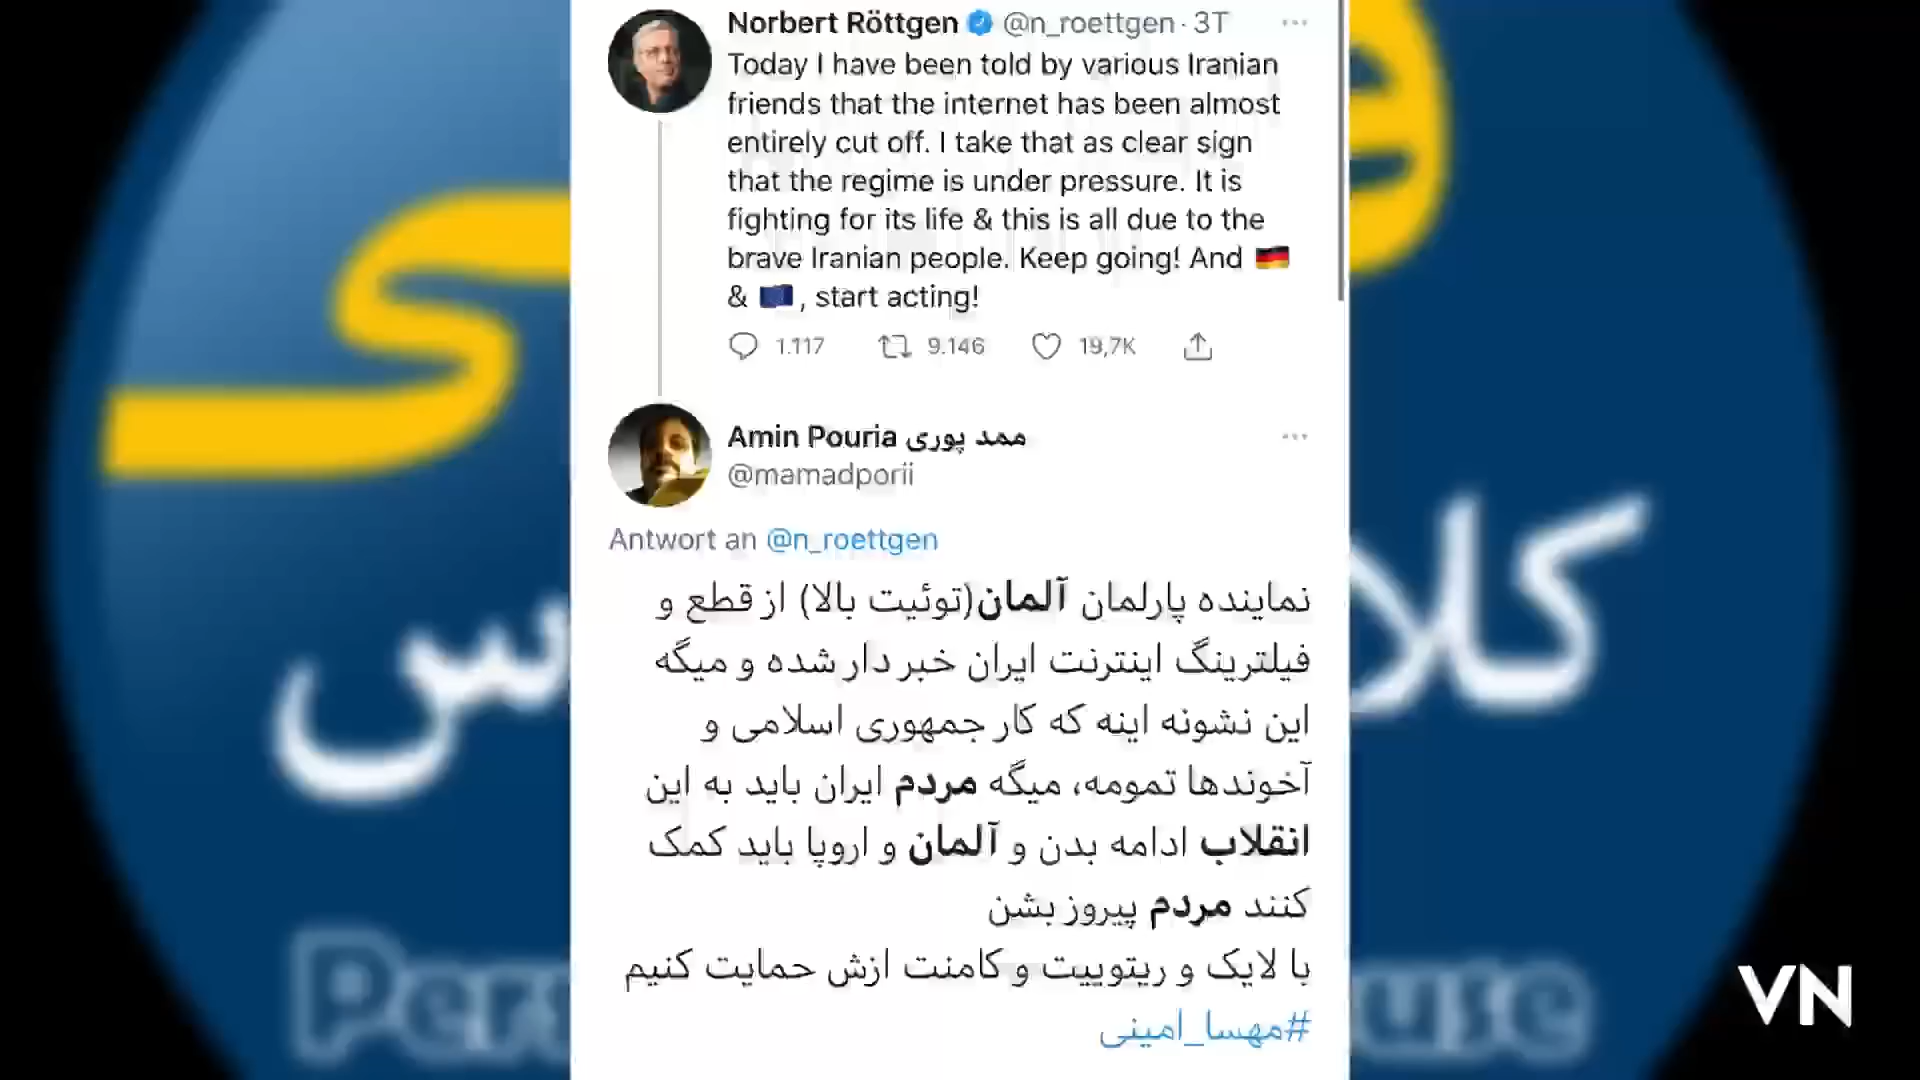 Norbert Röttgen @n_roettgen · 3T
Today I have been told by various Iranian
friends that the internet has been almost
entirely cut off. I take that as clear sign
that the regime is under pressure. It is
fighting for its life & this is all due to the
brave Iranian people. Keep going! And 🇩🇪
& 🇪🇺, start acting!
1.117 9.146 19,7K
Amin Pouria ممد پوری
@mamadporii
Antwort an @n_roettgen
نماینده پارلمان آلمان(توئیت بالا) از قطع و
فیلترینگ اینترنت ایران خبر دار شده و میگه
این نشونه اینه که کار جمهوری اسلامی و
آخوندها تمومه، میگه مردم ایران باید به این
انقلاب ادامه بدن و آلمان و اروپا باید کمک
کنند مردم پیروز بشن
با لایک و ریتوییت و کامنت ازش حمایت کنیم
#مهسا_امینی
VN